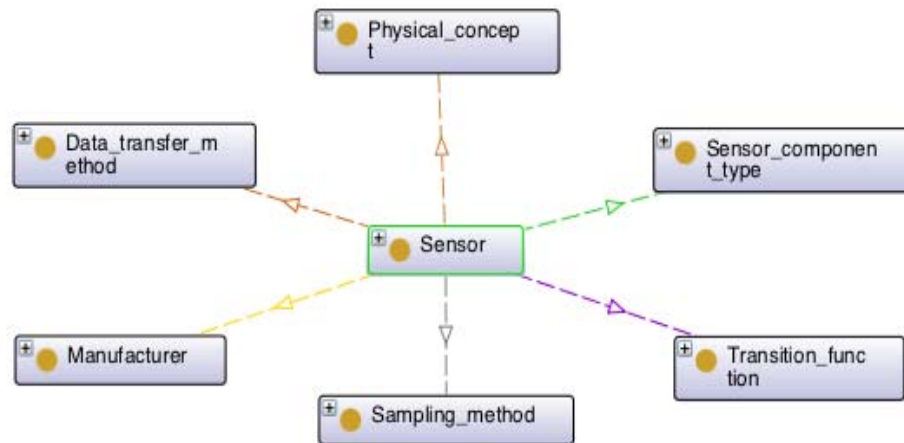 Physical_concep
t
Data_transfer_m
ethod
Sensor_componen
t_type
Sensor
Manufacturer
Transition_func
tion
Sampling_method